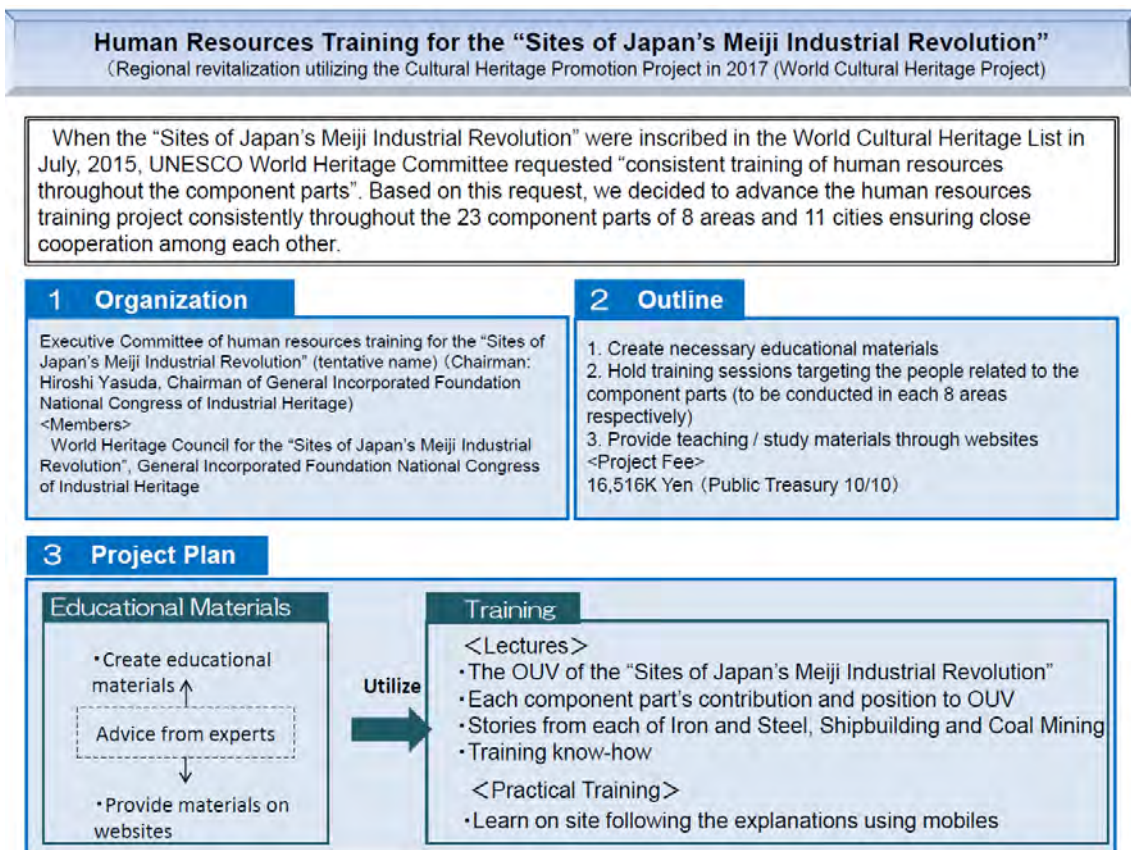 Human Resources Training for the “Sites of Japan’s Meiji Industrial Revolution”
（Regional revitalization utilizing the Cultural Heritage Promotion Project in 2017 (World Cultural Heritage Project)
When the “Sites of Japan’s Meiji Industrial Revolution” were inscribed in the World Cultural Heritage List in
July, 2015, UNESCO World Heritage Committee requested “consistent training of human resources
throughout the component parts”. Based on this request, we decided to advance the human resources
training project consistently throughout the 23 component parts of 8 areas and 11 cities ensuring close
cooperation among each other.
1 Organization
Executive Committee of human resources training for the “Sites of
Japan’s Meiji Industrial Revolution” (tentative name) (Chairman:
Hiroshi Yasuda, Chairman of General Incorporated Foundation
National Congress of Industrial Heritage)
<Members>
World Heritage Council for the “Sites of Japan’s Meiji Industrial
Revolution”, General Incorporated Foundation National Congress
of Industrial Heritage
2 Outline
1. Create necessary educational materials
2. Hold training sessions targeting the people related to the
component parts (to be conducted in each 8 areas
respectively)
3. Provide teaching / study materials through websites
<Project Fee>
16,516K Yen（Public Treasury 10/10）
3 Project Plan
Educational Materials
・Create educational
materials
Advice from experts
・Provide materials on
websites
Utilize
Training
＜Lectures＞
・The OUV of the “Sites of Japan’s Meiji Industrial Revolution”
・Each component part’s contribution and position to OUV
・Stories from each of Iron and Steel, Shipbuilding and Coal Mining
・Training know-how
＜Practical Training＞
・Learn on site following the explanations using mobiles